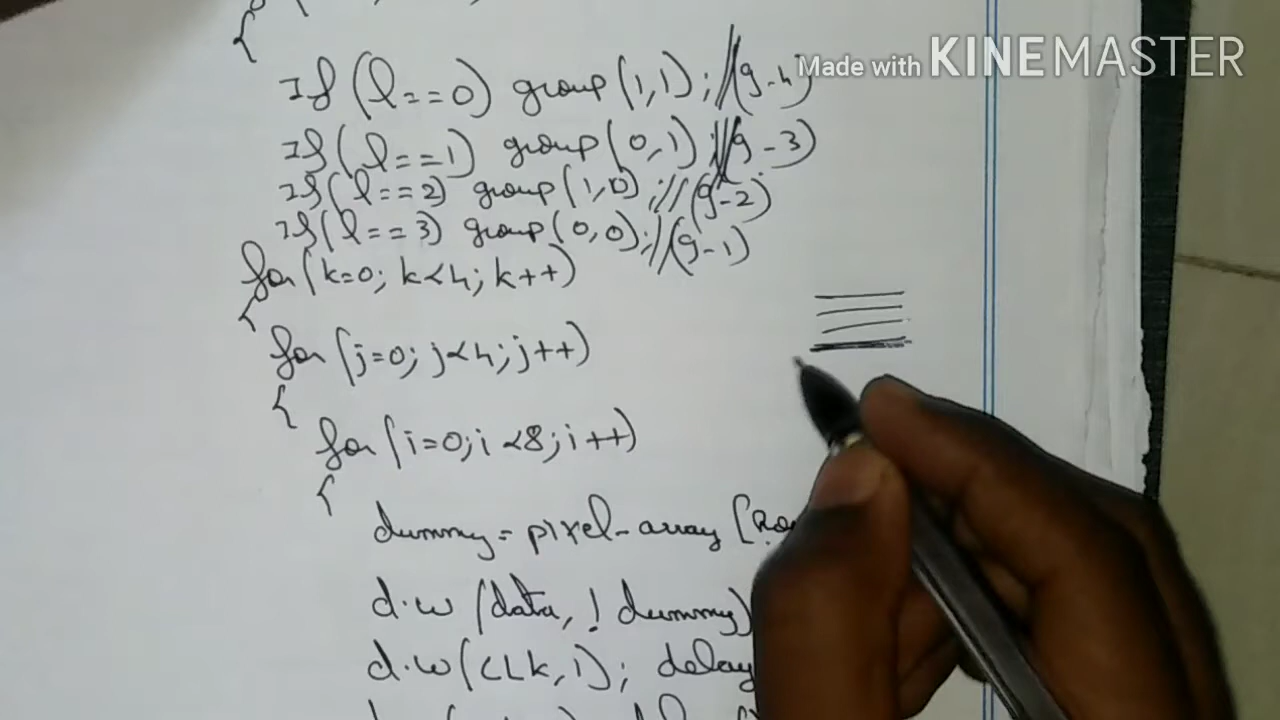 {
Made with KINEMASTER
If (l==0) group (1,1); //(g-4)
If (l==1) group (0,1); //(g-3)
If (l==2) group (1,0); //(g-2)
If (l==3) group (0,0); //(g-1)
for (k=0; k<4; k++)
{
for (j=0; j<4; j++)
{
for (i=0; i<8; i++)
{
dummy = pixel-array [Ro
d.w (data, ! dummy)
d.w (CLK, 1); delay